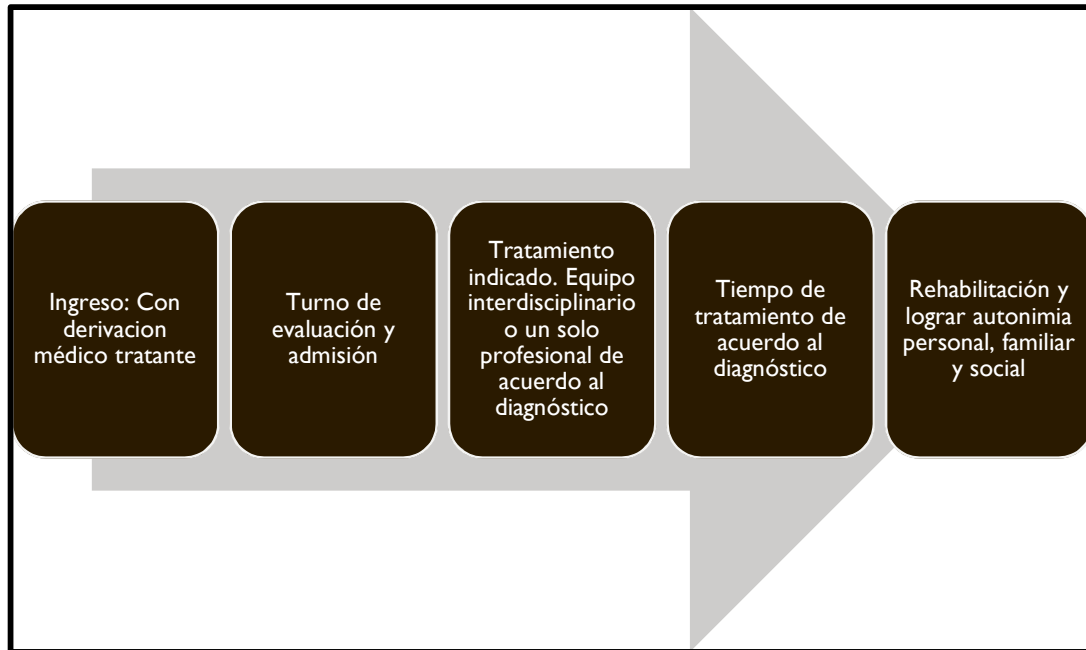 Ingreso: Con
derivacion
médico tratante
Turno de
evaluación y
admisión
Tratamiento
indicado. Equipo
interdisciplinario
o un solo
profesional de
acuerdo al
diagnóstico
Tiempo de
tratamiento de
acuerdo al
diagnóstico
Rehabilitación y
lograr autonimia
personal, familiar
y social